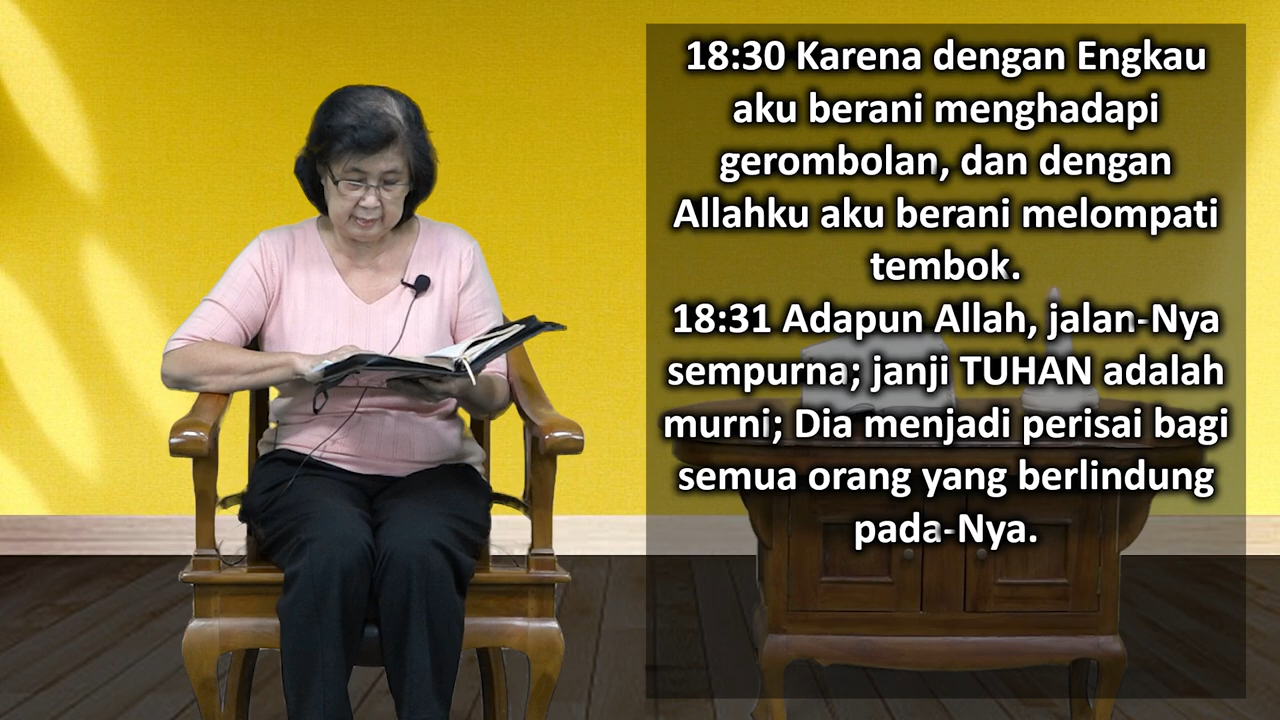 18:30 Karena dengan Engkau
aku berani menghadapi
gerombolan, dan dengan
Allahku aku berani melompati
tembok.
18:31 Adapun Allah, jalan-Nya
sempurna; janji TUHAN adalah
murni; Dia menjadi perisai bagi
semua orang yang berlindung
pada-Nya.